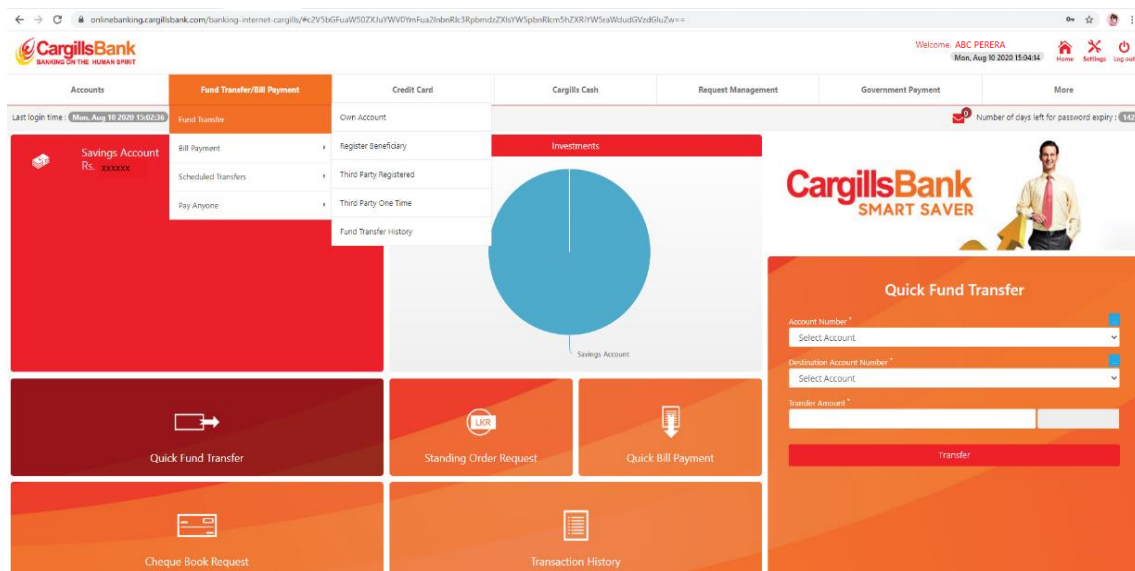 onlinebanking.cargillsbank.com/banking-internet-cargills/#c2V5bGFuaW50ZXJuYWV0YmFua2lnbnRlc3RpbmdzZXIsYW5pbnRlcm5hZXRiYW5raWdudGVzdGluZw==
CargillsBank
BANKING ON THE HUMAN SPIRIT
Welcome, ABC PERERA
Mon, Aug 10 2020 15:04:14
Home Settings Log out
Accounts Fund Transfer/Bill Payment Credit Card Cargills Cash Request Management Government Payment More
Last login time : Mon, Aug 10 2020 15:02:36
0 Number of days left for password expiry : 142
Fund Transfer
Bill Payment
Scheduled Transfers
Pay Anyone
Own Account
Register Beneficiary
Third Party Registered
Third Party One Time
Fund Transfer History
Savings Account
Rs. xxxxxx
Investments
Savings Account
CargillsBank
SMART SAVER
Quick Fund Transfer
Account Number *
Select Account
Destination Account Number *
Select Account
Transfer Amount *
Transfer
Quick Fund Transfer
LKR
Standing Order Request
Quick Bill Payment
Cheque Book Request
Transaction History